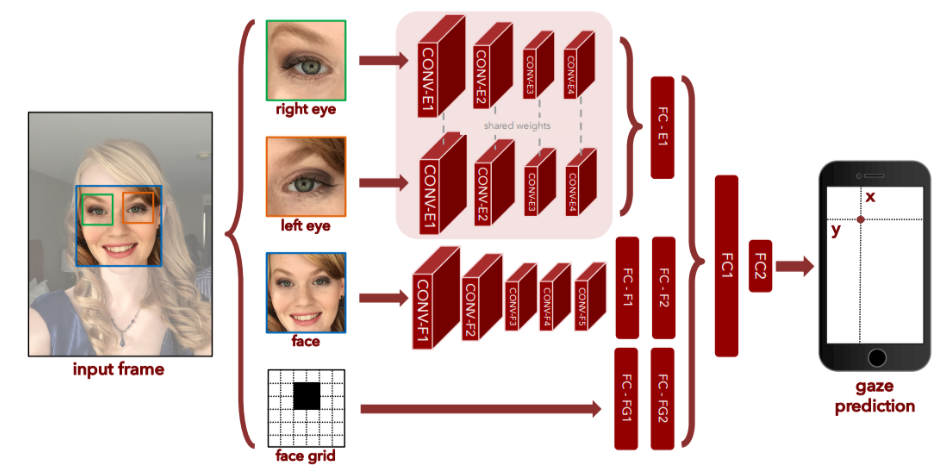 input frame
right eye
left eye
face
face grid
CONV-E1
CONV-E2
CONV-E3
CONV-E4
shared weights
CONV-E1
CONV-E2
CONV-E3
CONV-E4
FC - E1
CONV-F1
CONV-F2
CONV-F3
CONV-F4
CONV-F5
FC - F1
FC - F2
FC - FG1
FC - FG2
FC1
FC2
x
y
gaze
prediction